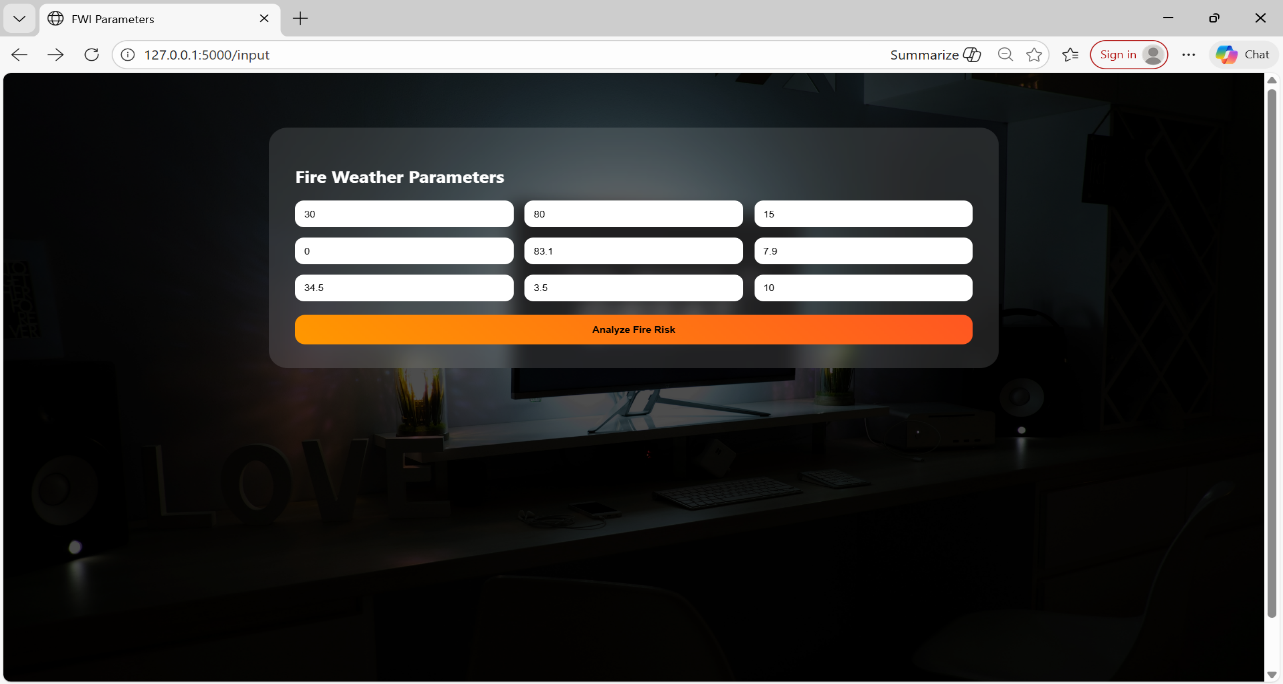 FWI Parameters
127.0.0.1:5000/input
Summarize
Sign in
Chat
Fire Weather Parameters
30 80 15
0 83.1 7.9
34.5 3.5 10
Analyze Fire Risk
LOVE